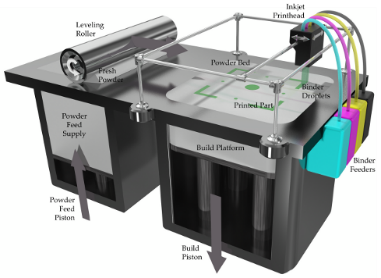 Leveling
Roller
Inkjet
Printhead
Fresh
Powder
Powder Bed
Binder
Droplets
Printed Part
Powder
Feed
Supply
Build Platform
Binder
Feeders
Powder
Feed
Piston
Build
Piston